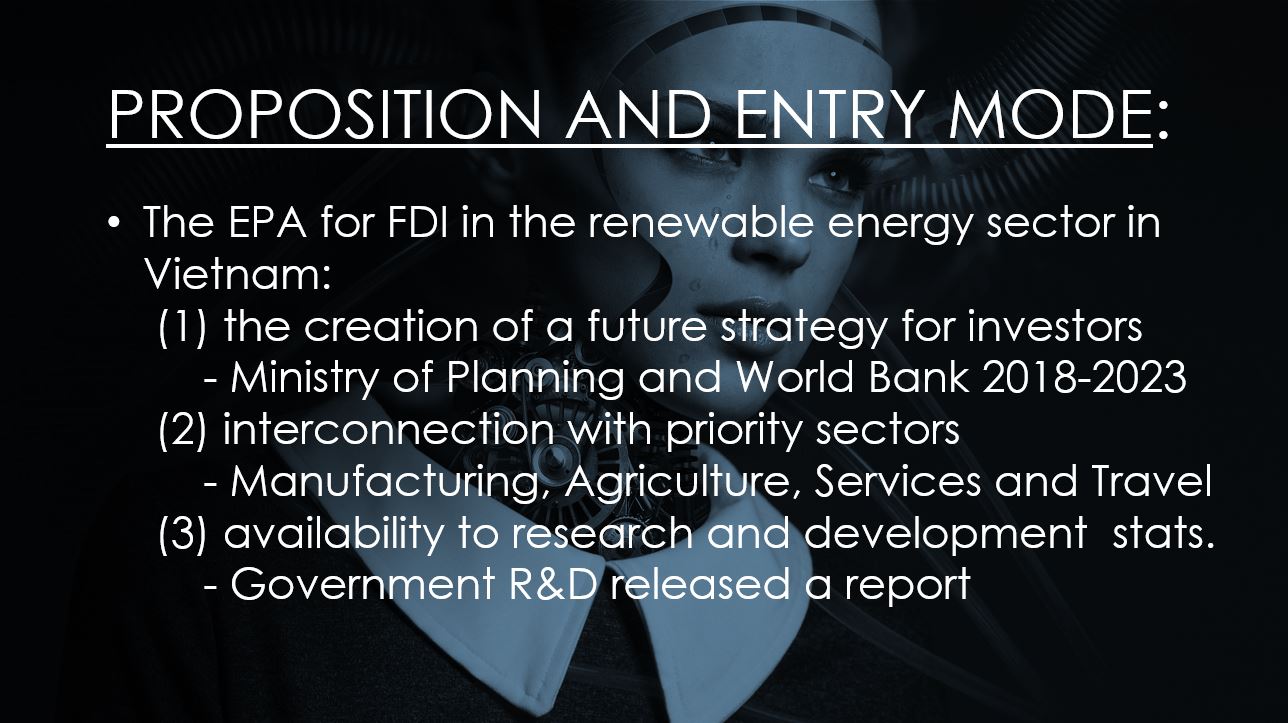 PROPOSITION AND ENTRY MODE:
• The EPA for FDI in the renewable energy sector in
Vietnam:
(1) the creation of a future strategy for investors
- Ministry of Planning and World Bank 2018-2023
(2) interconnection with priority sectors
- Manufacturing, Agriculture, Services and Travel
(3) availability to research and development  stats.
- Government R&D released a report